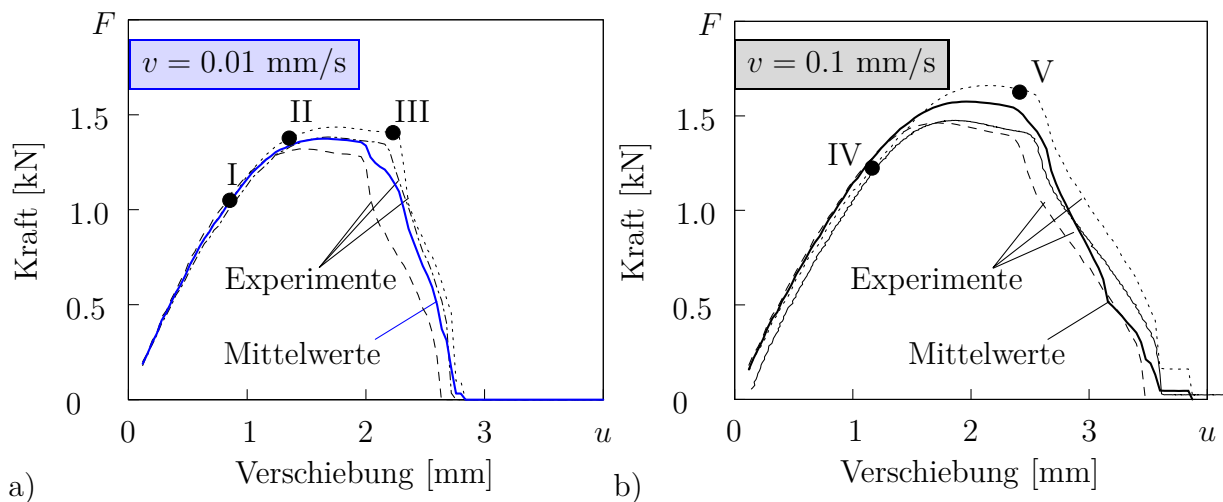 F
v = 0.01 mm/s
1.5
1.0
0.5
0
Kraft [kN]
I
II
III
Experimente
Mittelwerte
0
1
2
3
u
Verschiebung [mm]
a)
F
v = 0.1 mm/s
1.5
1.0
0.5
0
Kraft [kN]
IV
V
Experimente
Mittelwerte
0
1
2
3
u
Verschiebung [mm]
b)